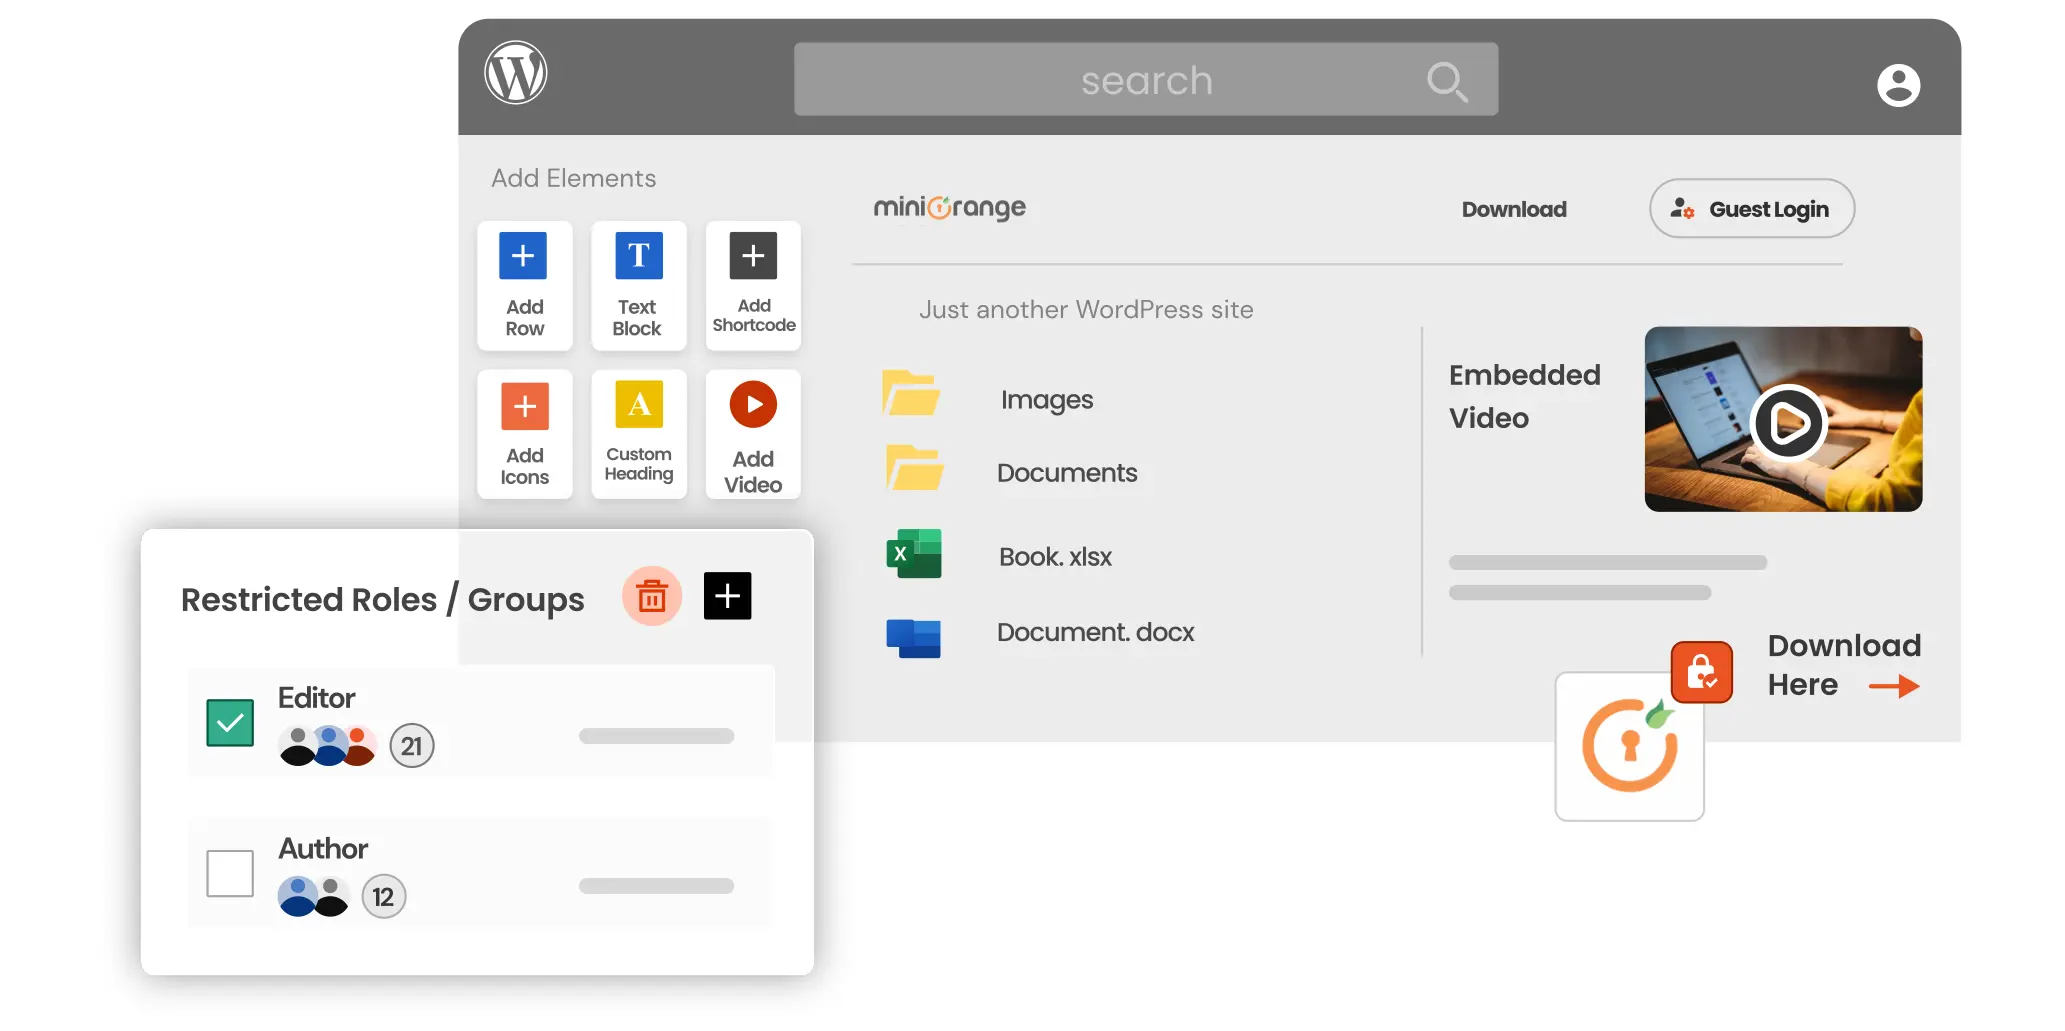 search
Add Elements
Add
Row
Text
Block
Add
Shortcode
Add
Icons
Custom
Heading
Add
Video
miniOrange
Download
Guest Login
Just another WordPress site
Images
Documents
Book. xlsx
Document. docx
Embedded
Video
Download
Here
Restricted Roles / Groups
Editor
21
Author
12